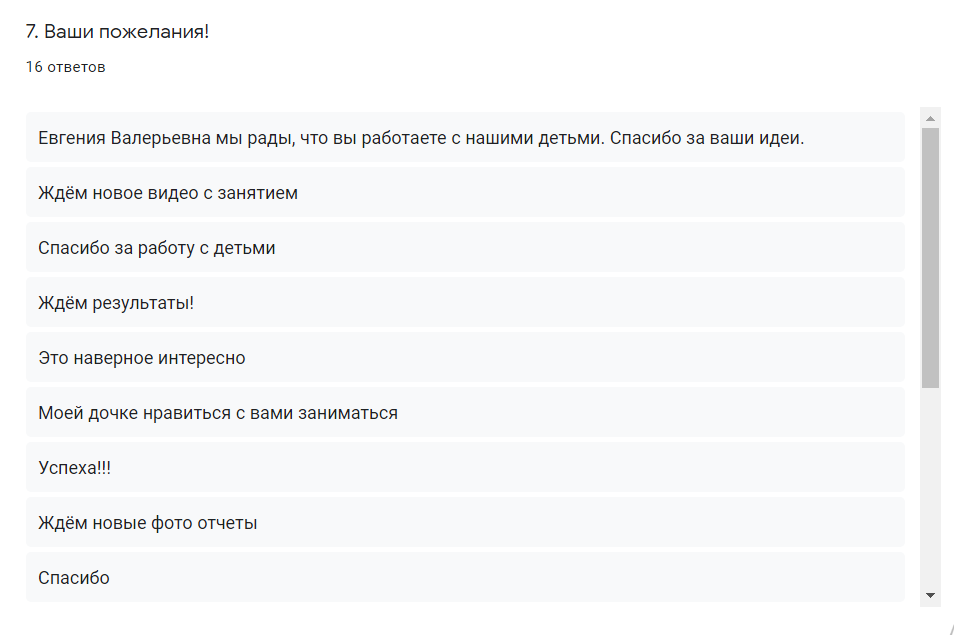 7. Ваши пожелания!
16 ответов
Евгения Валерьевна мы рады, что вы работаете с нашими детьми. Спасибо за ваши идеи.
Ждём новое видео с занятием
Спасибо за работу с детьми
Ждём результаты!
Это наверное интересно
Моей дочке нравиться с вами заниматься
Успеха!!!
Ждём новые фото отчеты
Спасибо